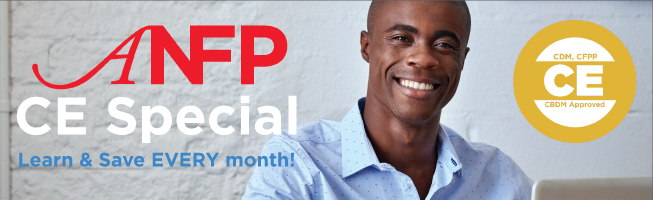 ANFP
CE Special
Learn & Save EVERY month!
CDM, CFPP
CE
CBDM Approved